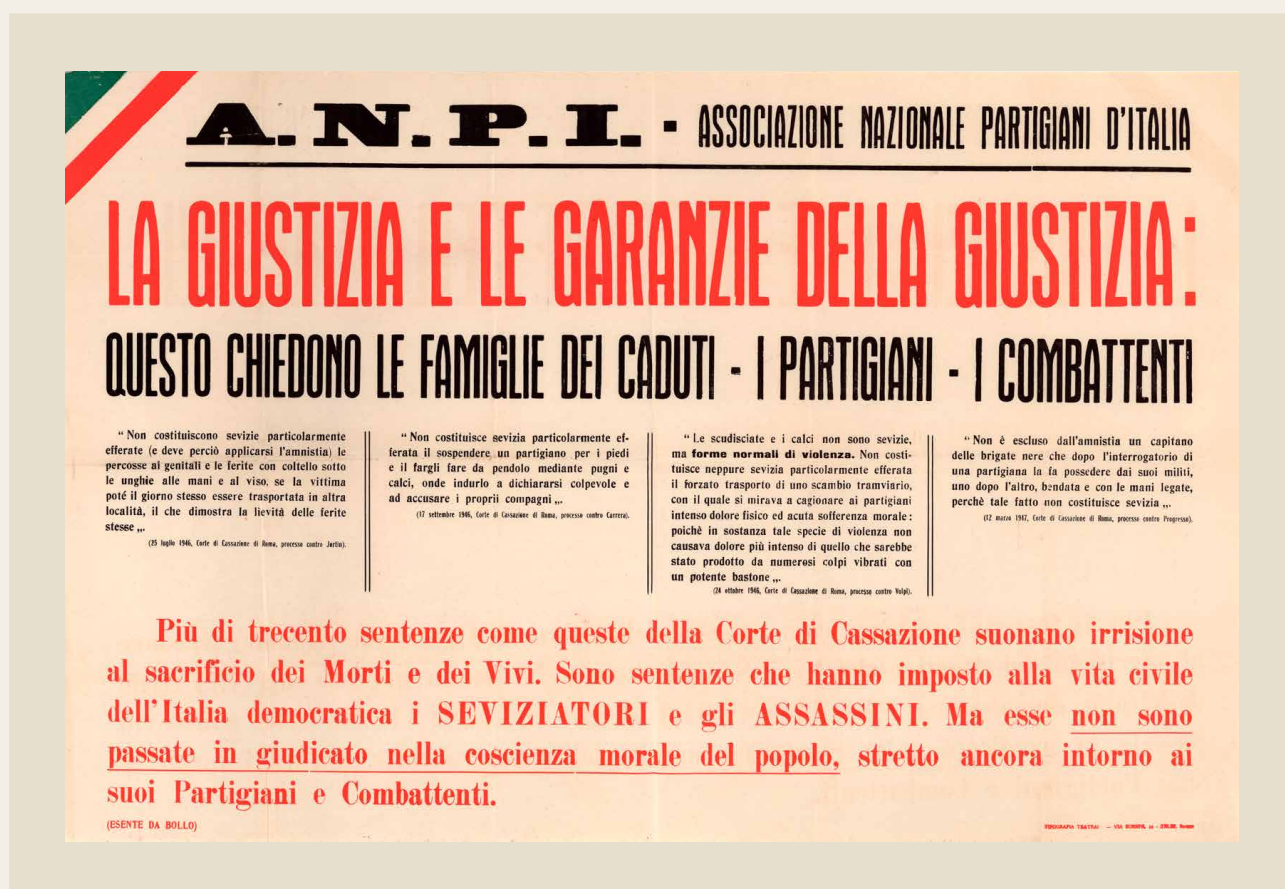 A.N.P.I. - ASSOCIAZIONE NAZIONALE PARTIGIANI D'ITALIA
LA GIUSTIZIA E LE GARANZIE DELLA GIUSTIZIA:
QUESTO CHIEDONO LE FAMIGLIE DEI CADUTI - I PARTIGIANI - I COMBATTENTI
“ Non costituiscono sevizie particolarmente
efferate (e deve perciò applicarsi l'amnistia) le
percosse ai genitali e le ferite con coltello sotto
le unghie alle mani e al viso, se la vittima
poté il giorno stesso essere trasportata in altra
località, il che dimostra la lievità delle ferite
stesse „.
(25 luglio 1946, Corte di Cassazione di Roma, processo contro
“ Non costituisce sevizia particolarmente ef-
ferata il sospendere un partigiano per i piedi
e il fargli fare da pendolo mediante pugni e
calci, onde indurlo a dichiararsi colpevole e
ad accusare i proprii compagni „.
(17 settembre 1946, Corte di Cassazione di Roma, processo contro Carrera).
“ Le scudisciate e i calci non sono sevizie,
ma forme normali di violenza. Non costi-
tuisce neppure sevizia particolarmente efferata
il forzato trasporto di uno scambio tramviario,
con il quale si mirava a cagionare ai partigiani
intenso dolore fisico ed acuta sofferenza morale :
poichè in sostanza tale specie di violenza non
causava dolore più intenso di quello che sarebbe
stato prodotto da numerosi colpi vibrati con
un potente bastone „.
(24 ottobre 1946, Corte di Cassazione di Roma, processo contro Volpi).
“ Non è escluso dall'amnistia un capitano
delle brigate nere che dopo l'interrogatorio di
una partigiana la fa possedere dai suoi militi,
uno dopo l'altro, bendata e con le mani legate,
perchè tale fatto non costituisce sevizia „.
(12 marzo 1947, Corte di Cassazione di Roma, processo contro Progresso).
Più di trecento sentenze come queste della Corte di Cassazione suonano irrisione
al sacrificio dei Morti e dei Vivi. Sono sentenze che hanno imposto alla vita civile
dell'Italia democratica i SEVIZIATORI e gli ASSASSINI. Ma esse non sono
passate in giudicato nella coscienza morale del popolo, stretto ancora intorno ai
suoi Partigiani e Combattenti.
(ESENTE DA BOLLO)
TIPOGRAFIA